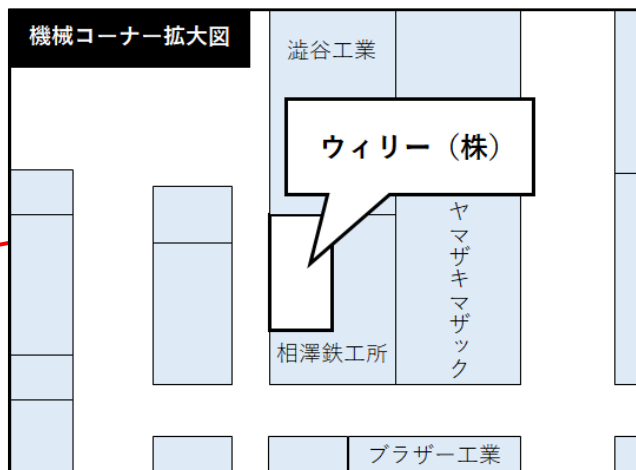 機械コーナー拡大図
澁谷工業
ウィリー（株）
ヤマザキマザック
相澤鉄工所
ブラザー工業